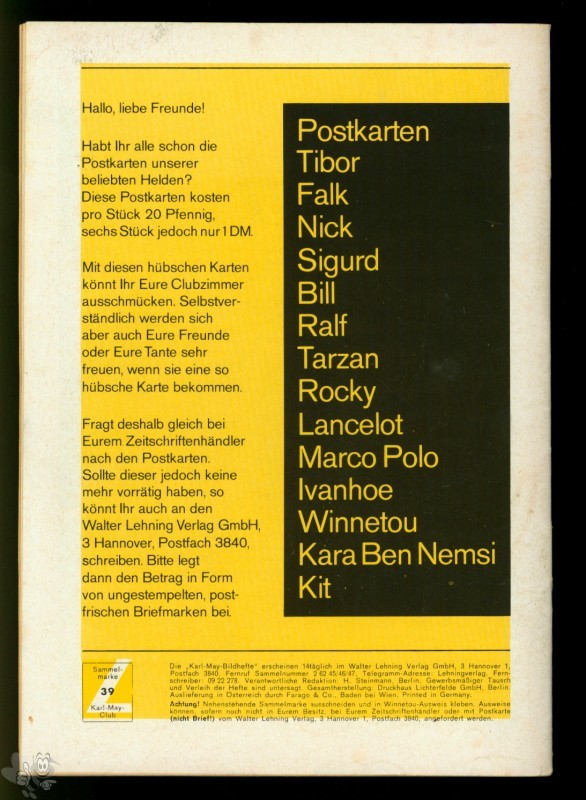 Hallo, liebe Freunde!
Habt Ihr alle schon die
Postkarten unserer
beliebten Helden?
Diese Postkarten kosten
pro Stück 20 Pfennig,
sechs Stück jedoch nur 1 DM.
Mit diesen hübschen Karten
könnt Ihr Eure Clubzimmer
ausschmücken. Selbstver-
ständlich werden sich
aber auch Eure Freunde
oder Eure Tante sehr
freuen, wenn sie eine so
hübsche Karte bekommen.
Fragt deshalb gleich bei
Eurem Zeitschriftenhändler
nach den Postkarten.
Sollte dieser jedoch keine
mehr vorrätig haben, so
könnt Ihr auch an den
Walter Lehning Verlag GmbH,
3 Hannover, Postfach 3840,
schreiben. Bitte legt
dann den Betrag in Form
von ungestempelten, post-
frischen Briefmarken bei.
Postkarten
Tibor
Falk
Nick
Sigurd
Bill
Ralf
Tarzan
Rocky
Lancelot
Marco Polo
Ivanhoe
Winnetou
Kara Ben Nemsi
Kit
Sammel-
marke
39
Karl-May-
Club
Die „Karl-May-Bildhefte" erscheinen 14täglich im Walter Lehning Verlag GmbH, 3 Hannover 1,
Postfach 3840. Fernruf Sammelnummer 2 62 45/46/47. Telegramm-Adresse: Lehningverlag. Fern-
schreiber: 09 22 278. Verantwortliche Redaktion: H. Steinmann, Berlin. Gewerbsmäßiger Tausch
und Verleih der Hefte sind untersagt. Gesamtherstellung: Druckhaus Lichterfelde GmbH, Berlin.
Auslieferung in Österreich durch Farago & Co., Baden bei Wien. Printed in Germany.
Achtung! Nebenstehende Sammelmarke ausschneiden und in Winnetou-Ausweis kleben. Ausweise
können, sofern noch nicht in Eurem Besitz, bei Eurem Zeitschriftenhändler oder mit Postkarte
(nicht Brief!) vom Walter Lehning Verlag, 3 Hannover 1, Postfach 3840, angefordert werden.